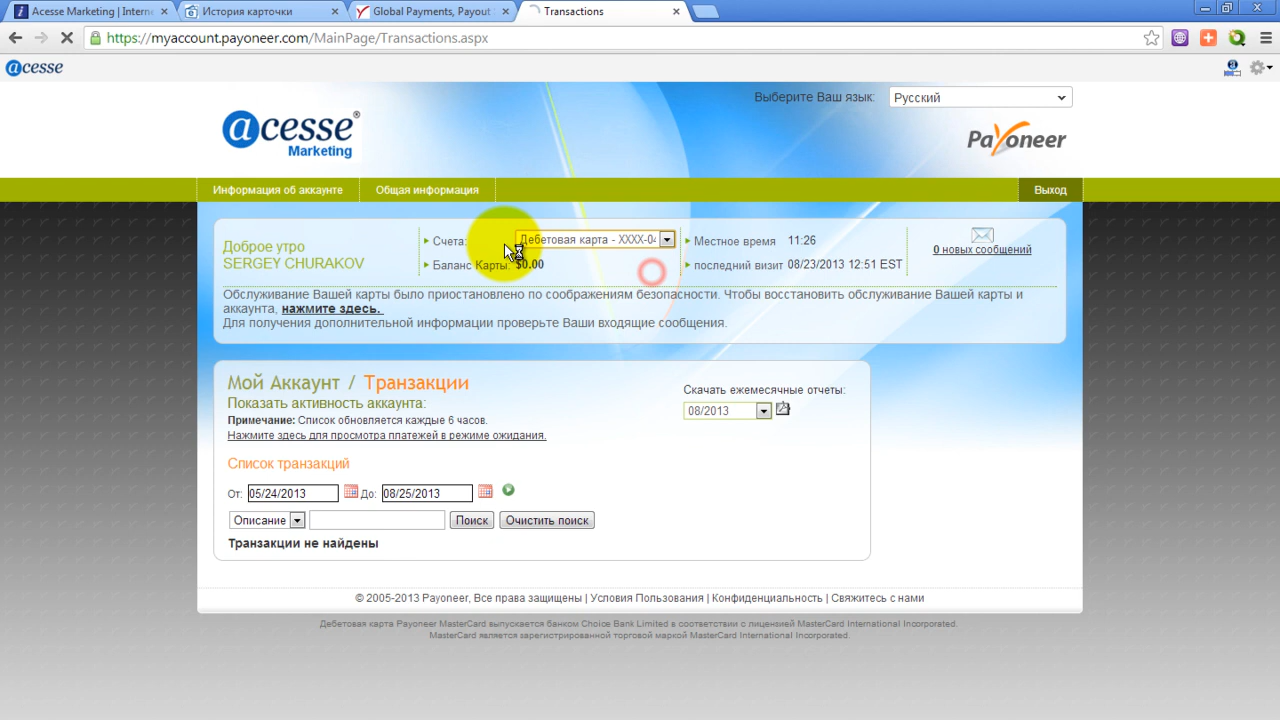 Acesse Marketing | Intern
История карточки
Global Payments, Payout
Transactions
https://myaccount.payoneer.com/MainPage/Transactions.aspx
acesse
Выберите Ваш язык: Русский
acesse®
Marketing
Payoneer
Информация об аккаунте
Общая информация
Выход
Доброе утро
SERGEY CHURAKOV
Счета: Дебетовая карта - XXXX-04
Баланс Карты: $0.00
Местное время 11:26
последний визит 08/23/2013 12:51 EST
0 новых сообщений
Обслуживание Вашей карты было приостановлено по соображениям безопасности. Чтобы восстановить обслуживание Вашей карты и
аккаунта, нажмите здесь.
Для получения дополнительной информации проверьте Ваши входящие сообщения.
Мой Аккаунт / Транзакции
Показать активность аккаунта:
Примечание: Список обновляется каждые 6 часов.
Нажмите здесь для просмотра платежей в режиме ожидания.
Скачать ежемесячные отчеты:
08/2013
Список транзакций
От: 05/24/2013 До: 08/25/2013
Описание Поиск Очистить поиск
Транзакции не найдены
© 2005-2013 Payoneer, Все права защищены | Условия Пользования | Конфиденциальность | Свяжитесь с нами
Дебетовая карта Payoneer MasterCard выпускается банком Choice Bank Limited в соответствии с лицензией MasterCard International Incorporated.
MasterCard является зарегистрированной торговой маркой MasterCard International Incorporated.